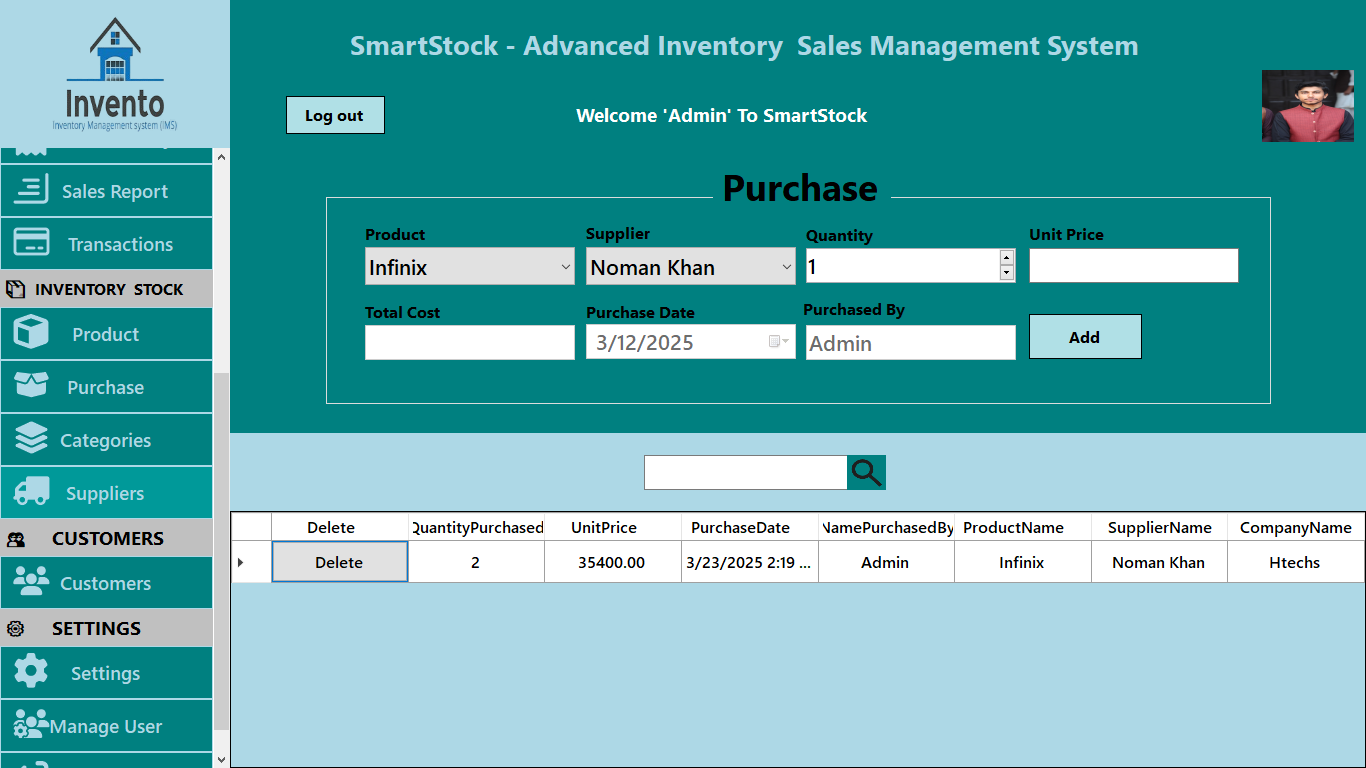 Invento
Inventory Management system (IMS)
SmartStock - Advanced Inventory  Sales Management System
Log out
Welcome 'Admin' To SmartStock
Sales Report
Transactions
INVENTORY  STOCK
Product
Purchase
Categories
Suppliers
CUSTOMERS
Customers
SETTINGS
Settings
Manage User
Purchase
Product Supplier Quantity Unit Price
Infinix Noman Khan 1
Total Cost Purchase Date Purchased By
3/12/2025 Admin Add
Delete QuantityPurchased UnitPrice PurchaseDate NamePurchasedBy ProductName SupplierName CompanyName
Delete 2 35400.00 3/23/2025 2:19 ... Admin Infinix Noman Khan Htechs